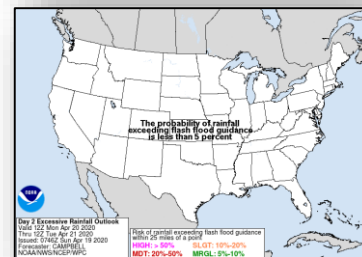 The probability of rainfall
exceeding flash flood guidance
is less than 5 percent
noaa
Day 2 Excessive Rainfall Outlook
Valid 12Z Mon Apr 20 2020
Thru 12Z Tue Apr 21 2020
Issued: 0746Z Sun Apr 19 2020
Forecaster: CAMPBELL
NOAA/NWS/NCEP/WPC
Risk of rainfall exceeding flash flood guidance
within 25 miles of a point
HIGH: > 50% SLGT: 10%-20%
MDT: 20%-50% MRGL: 5%-10%